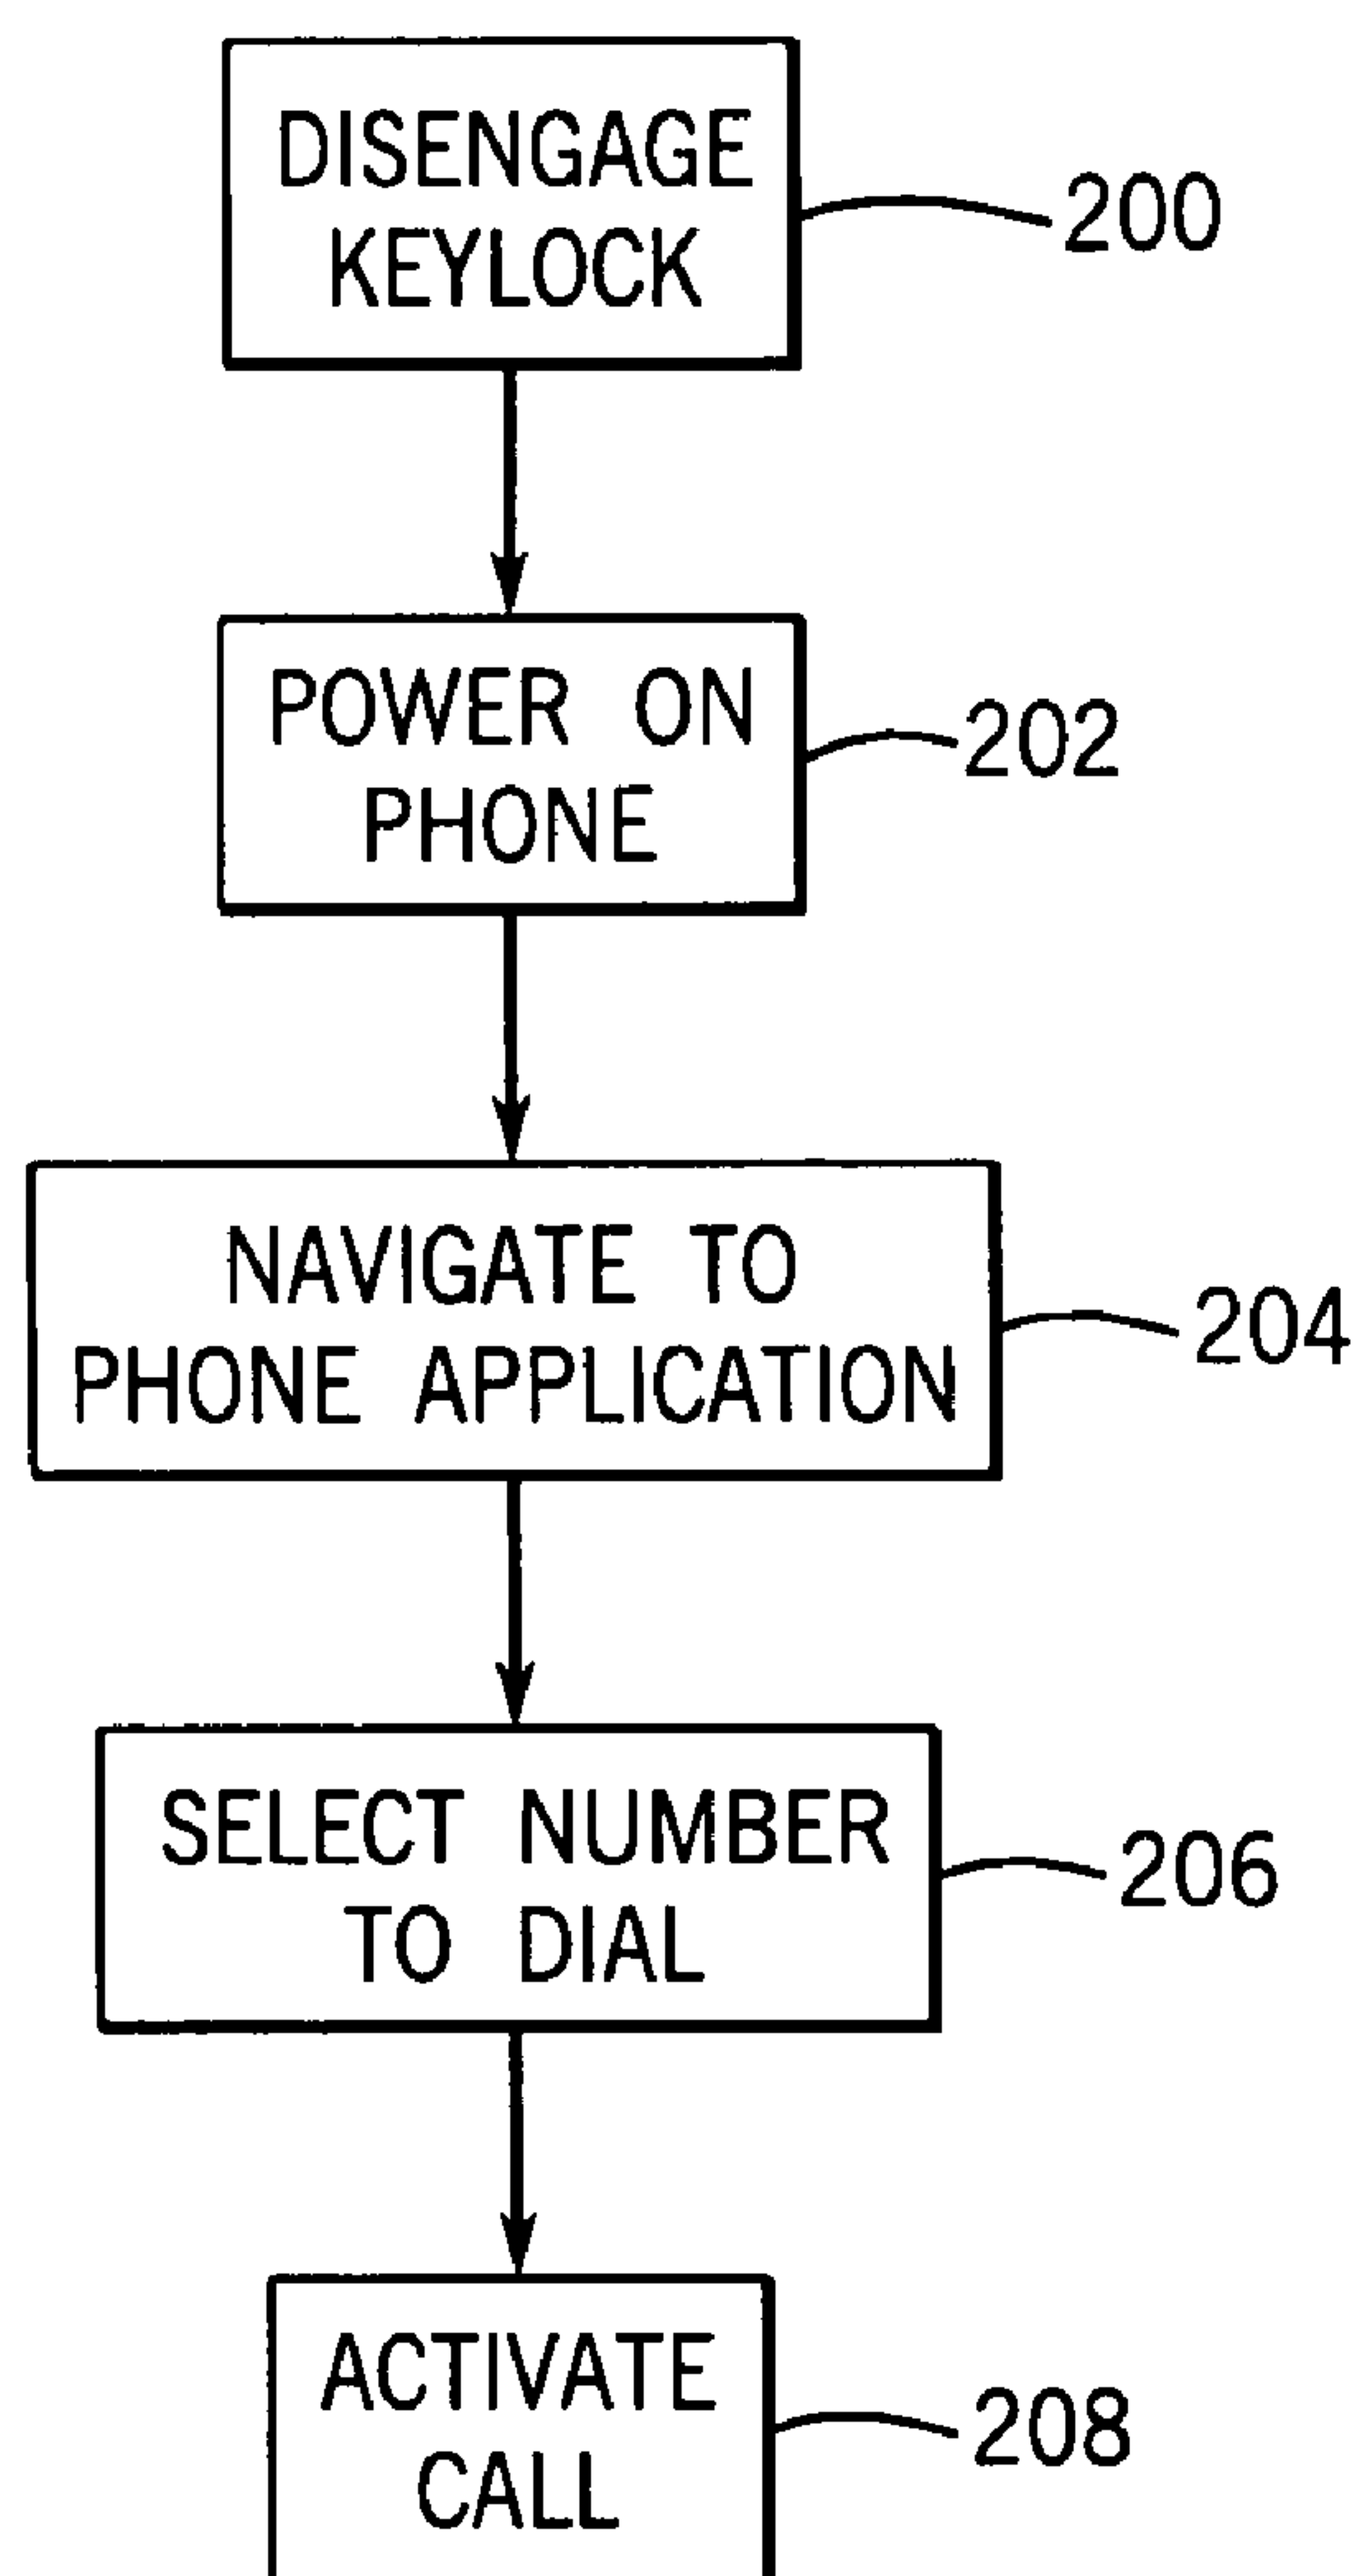 DISENGAGE
KEYLOCK
200
POWER ON
PHONE
202
NAVIGATE TO
PHONE APPLICATION
204
SELECT NUMBER
TO DIAL
206
ACTIVATE
CALL
208